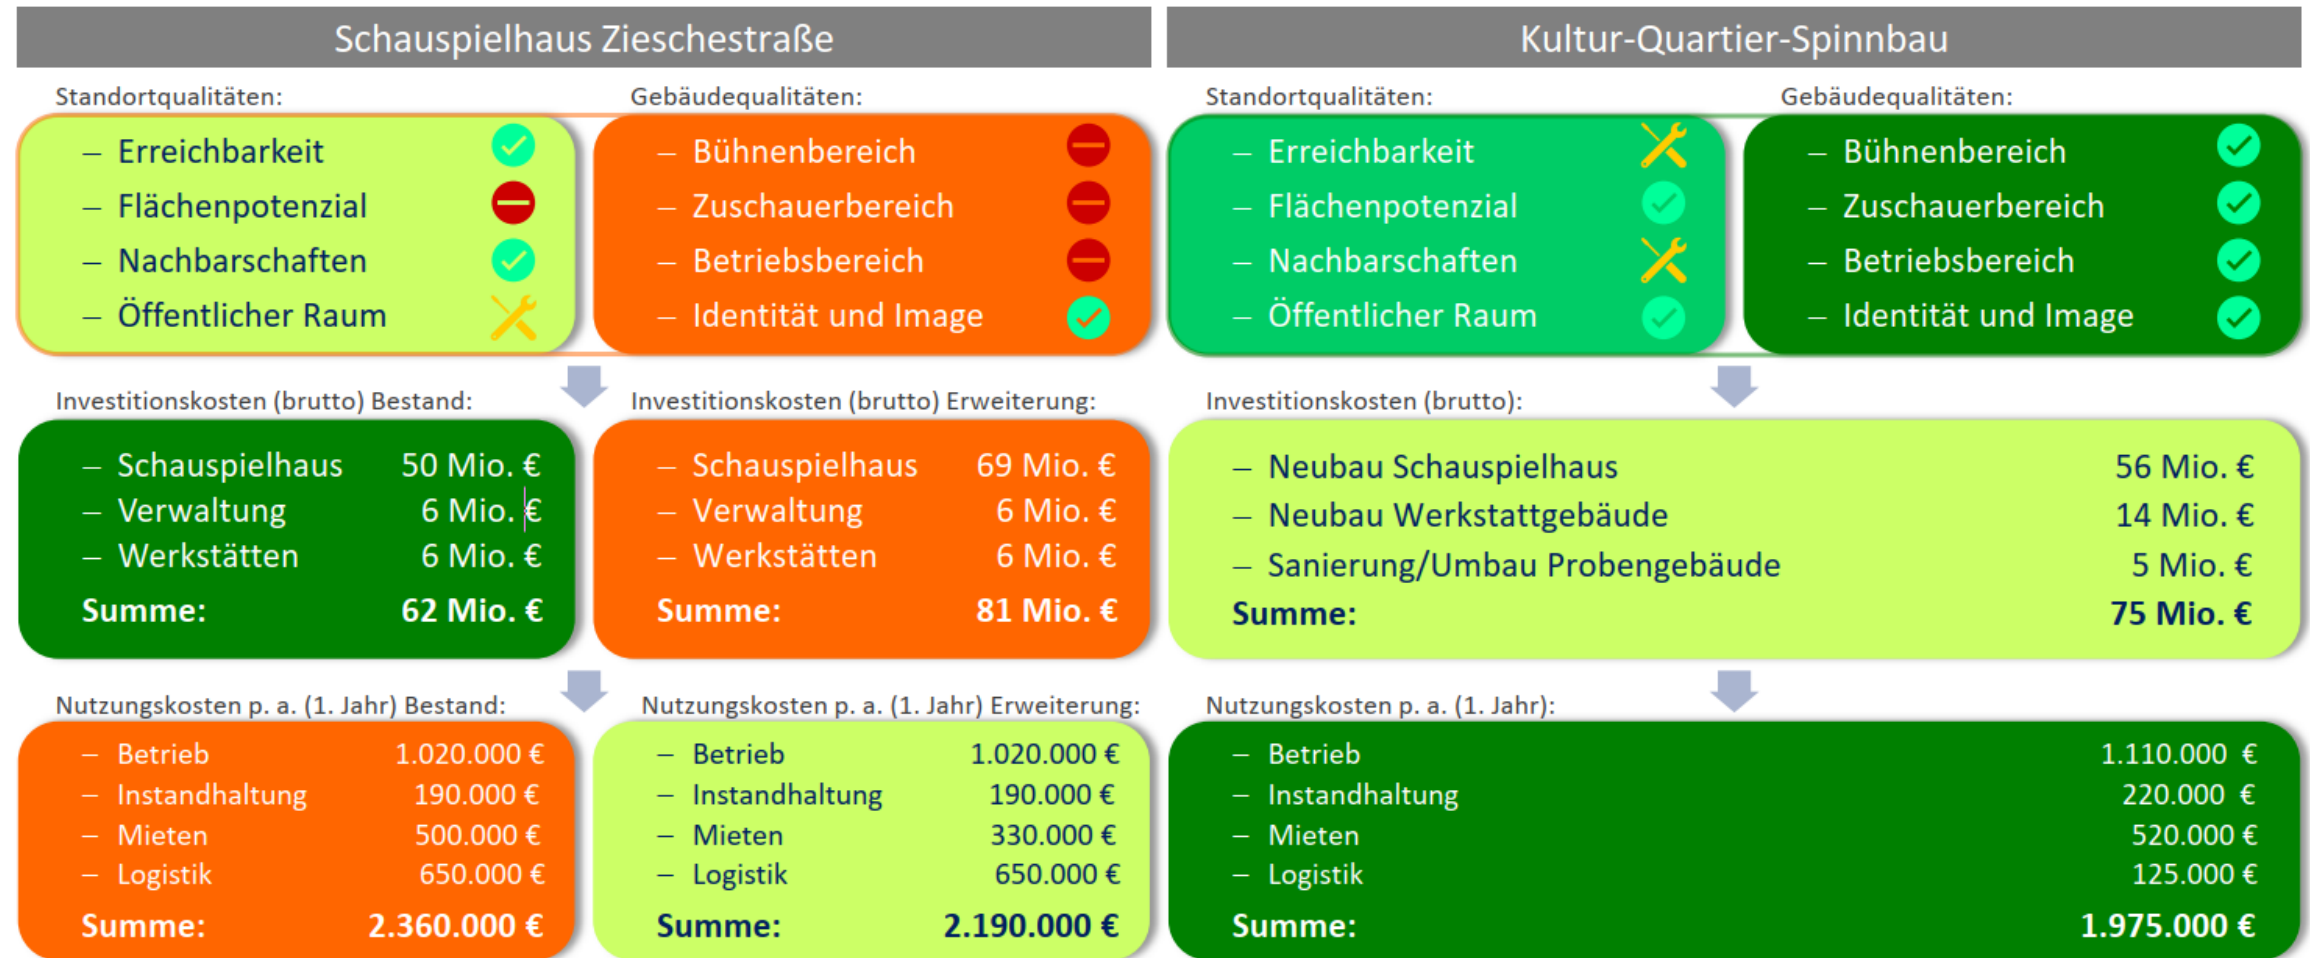 Schauspielhaus Zieschestraße
Standortqualitäten:
– Erreichbarkeit
– Flächenpotenzial
– Nachbarschaften
– Öffentlicher Raum
Gebäudequalitäten:
– Bühnenbereich
– Zuschauerbereich
– Betriebsbereich
– Identität und Image
Investitionskosten (brutto) Bestand:
– Schauspielhaus 50 Mio. €
– Verwaltung 6 Mio. €
– Werkstätten 6 Mio. €
Summe: 62 Mio. €
Investitionskosten (brutto) Erweiterung:
– Schauspielhaus 69 Mio. €
– Verwaltung 6 Mio. €
– Werkstätten 6 Mio. €
Summe: 81 Mio. €
Nutzungskosten p. a. (1. Jahr) Bestand:
– Betrieb 1.020.000 €
– Instandhaltung 190.000 €
– Mieten 500.000 €
– Logistik 650.000 €
Summe: 2.360.000 €
Nutzungskosten p. a. (1. Jahr) Erweiterung:
– Betrieb 1.020.000 €
– Instandhaltung 190.000 €
– Mieten 330.000 €
– Logistik 650.000 €
Summe: 2.190.000 €
Kultur-Quartier-Spinnbau
Standortqualitäten:
– Erreichbarkeit
– Flächenpotenzial
– Nachbarschaften
– Öffentlicher Raum
Gebäudequalitäten:
– Bühnenbereich
– Zuschauerbereich
– Betriebsbereich
– Identität und Image
Investitionskosten (brutto):
– Neubau Schauspielhaus 56 Mio. €
– Neubau Werkstattgebäude 14 Mio. €
– Sanierung/Umbau Probengebäude 5 Mio. €
Summe: 75 Mio. €
Nutzungskosten p. a. (1. Jahr):
– Betrieb 1.110.000 €
– Instandhaltung 220.000 €
– Mieten 520.000 €
– Logistik 125.000 €
Summe: 1.975.000 €